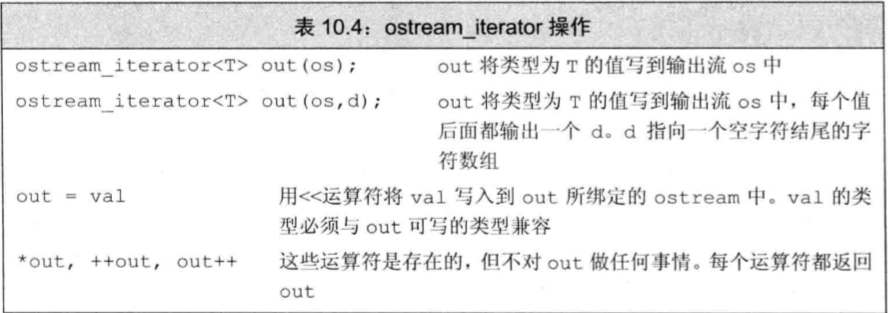 表 10.4：ostream_iterator 操作
ostream_iterator<T> out(os); out 将类型为 T 的值写到输出流 os 中
ostream_iterator<T> out(os,d); out 将类型为 T 的值写到输出流 os 中，每个值
后面都输出一个 d。d 指向一个空字符结尾的字
符数组
out = val 用<<运算符将 val 写入到 out 所绑定的 ostream 中。val 的类
型必须与 out 可写的类型兼容
*out, ++out, out++ 这些运算符是存在的，但不对 out 做任何事情。每个运算符都返回
out